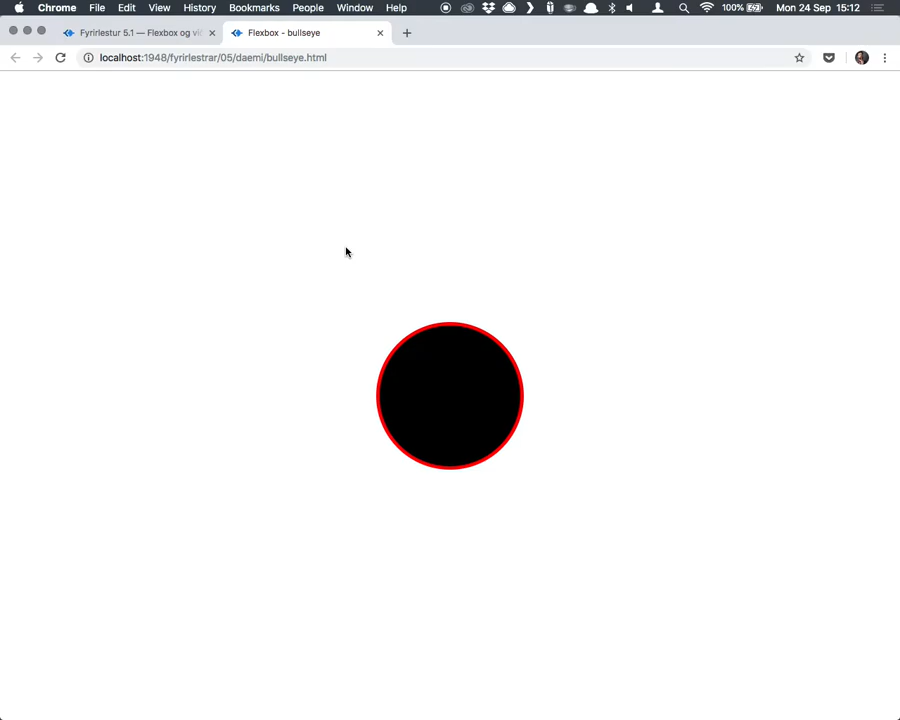 Chrome File Edit View History Bookmarks People Window Help 100% Mon 24 Sep 15:12
Fyrirlestur 5.1 — Flexbox og vi
Flexbox - bullseye
localhost:1948/fyrirlestrar/05/daemi/bullseye.html